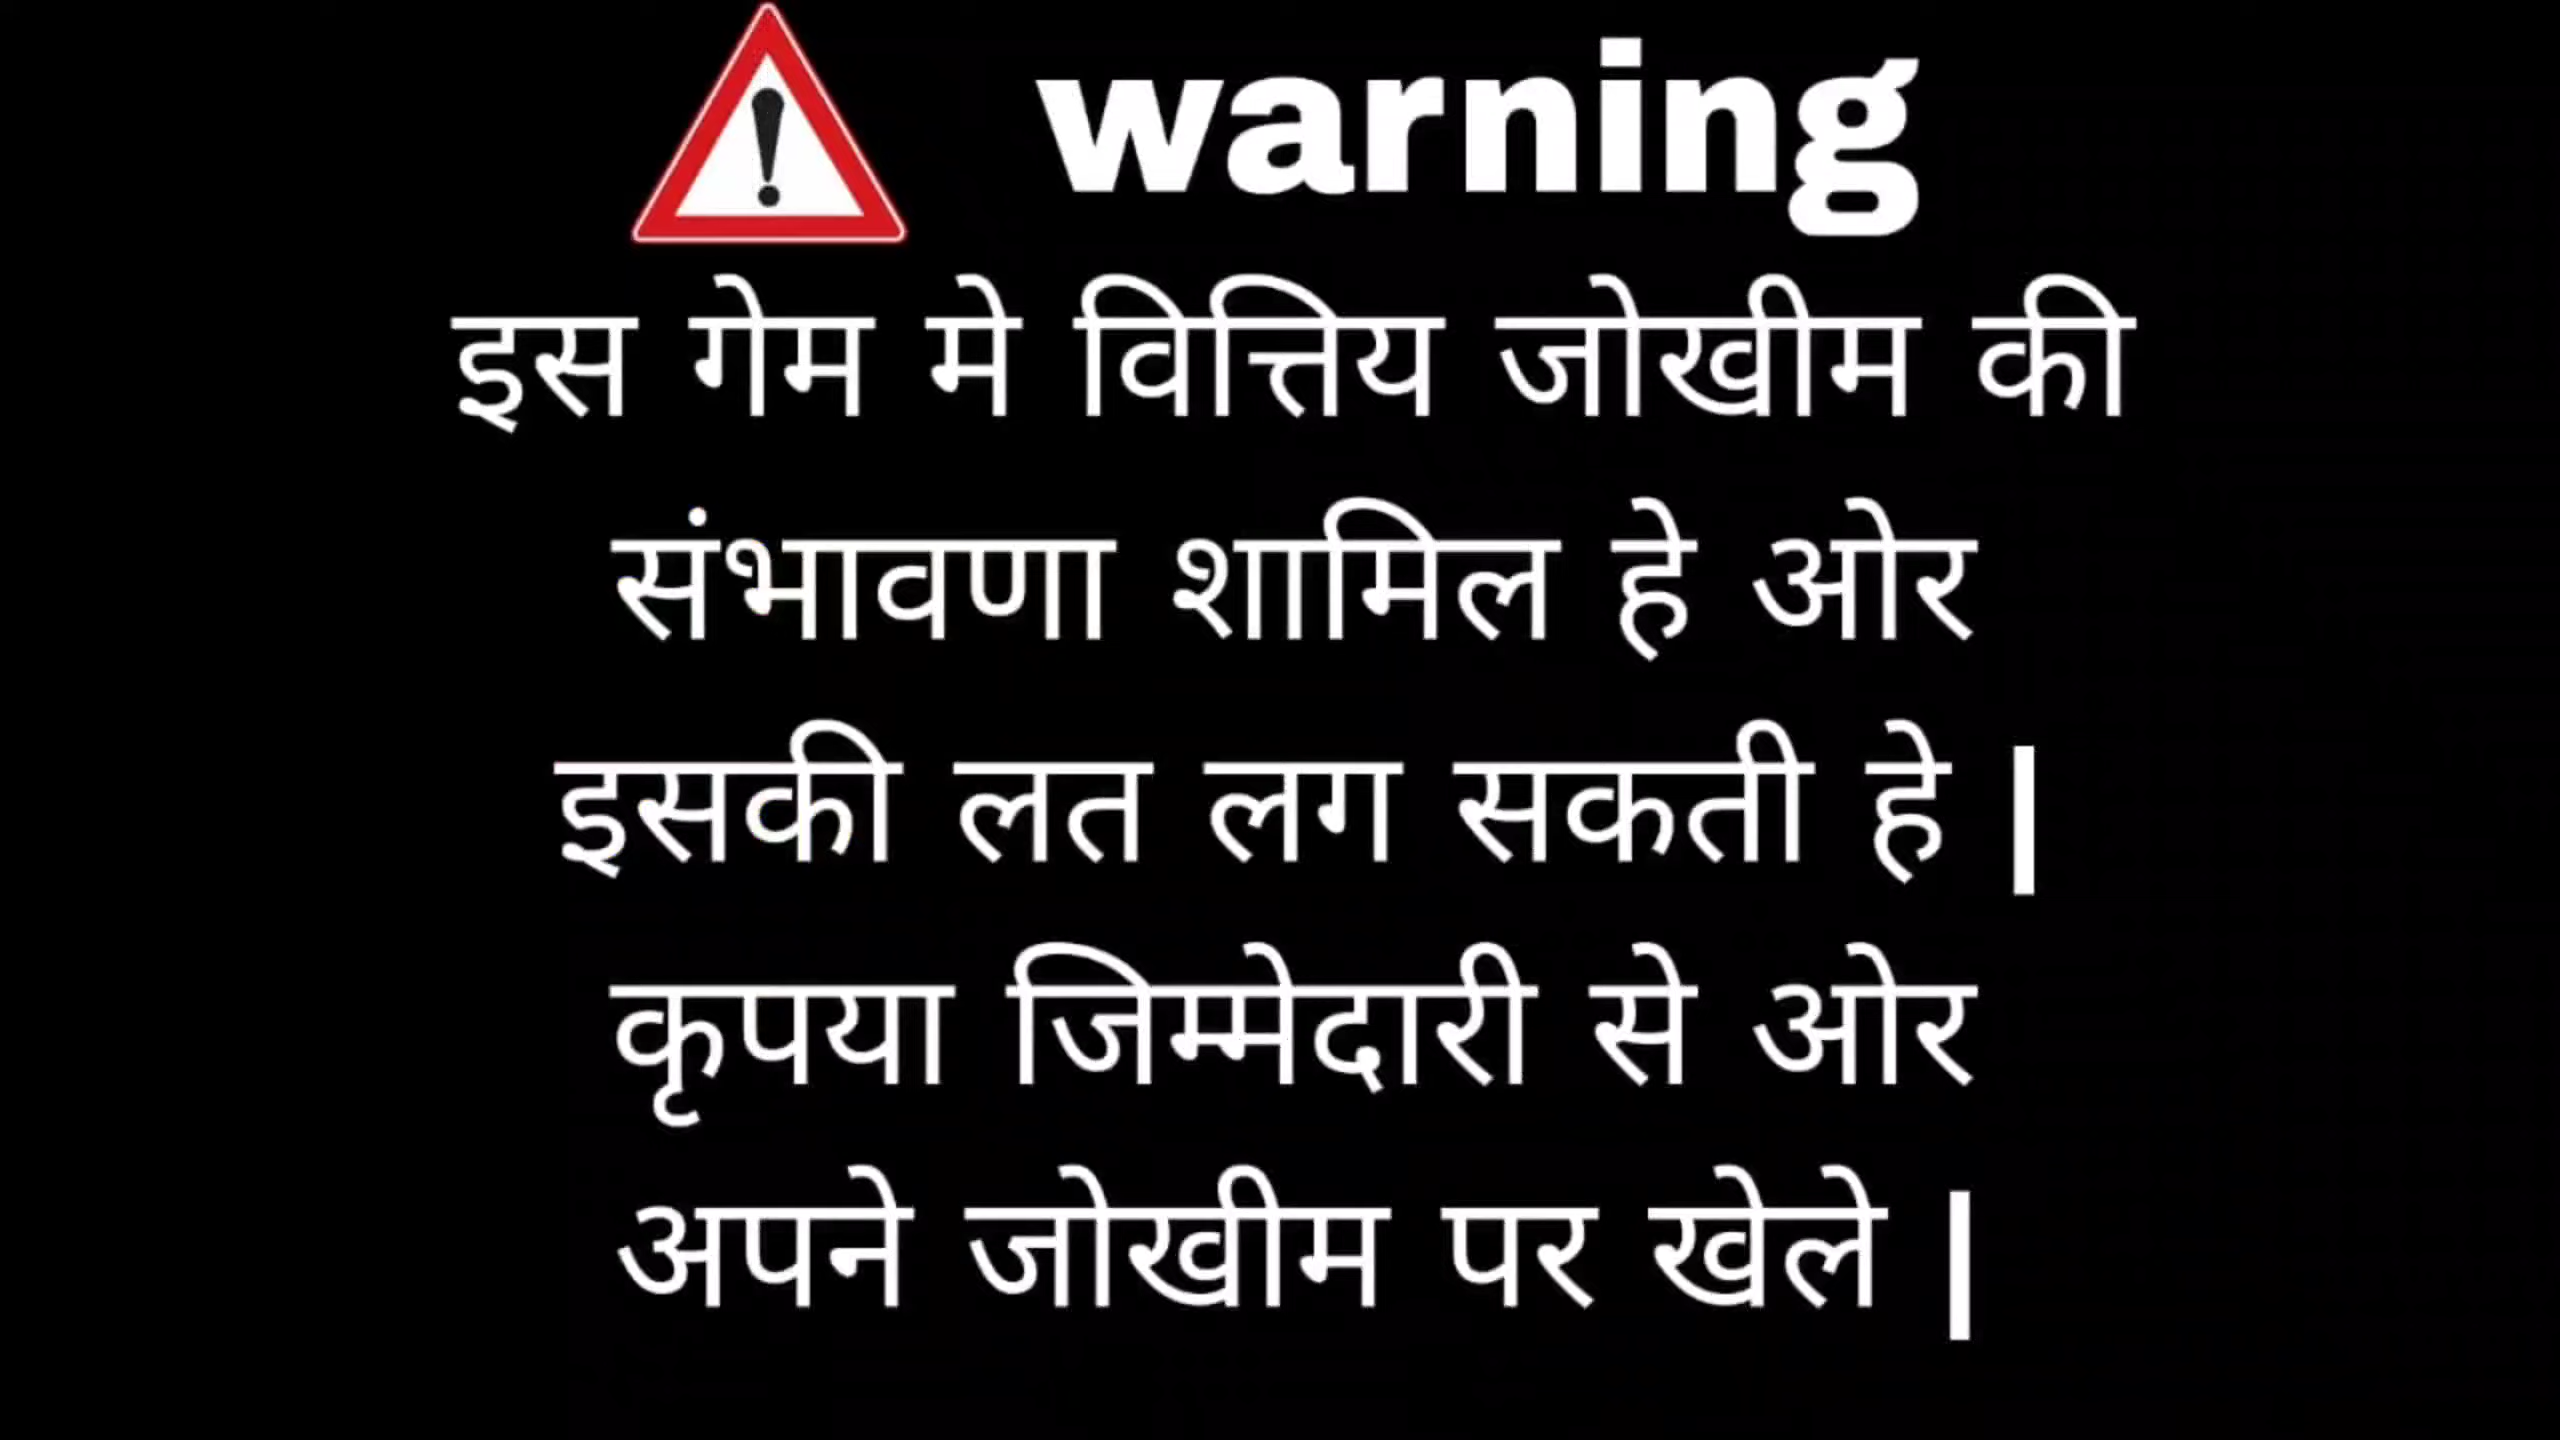 warning
इस गेम मे वित्तिय जोखीम की
संभावणा शामिल हे ओर
इसकी लत लग सकती हे |
कृपया जिम्मेदारी से ओर
अपने जोखीम पर खेले |